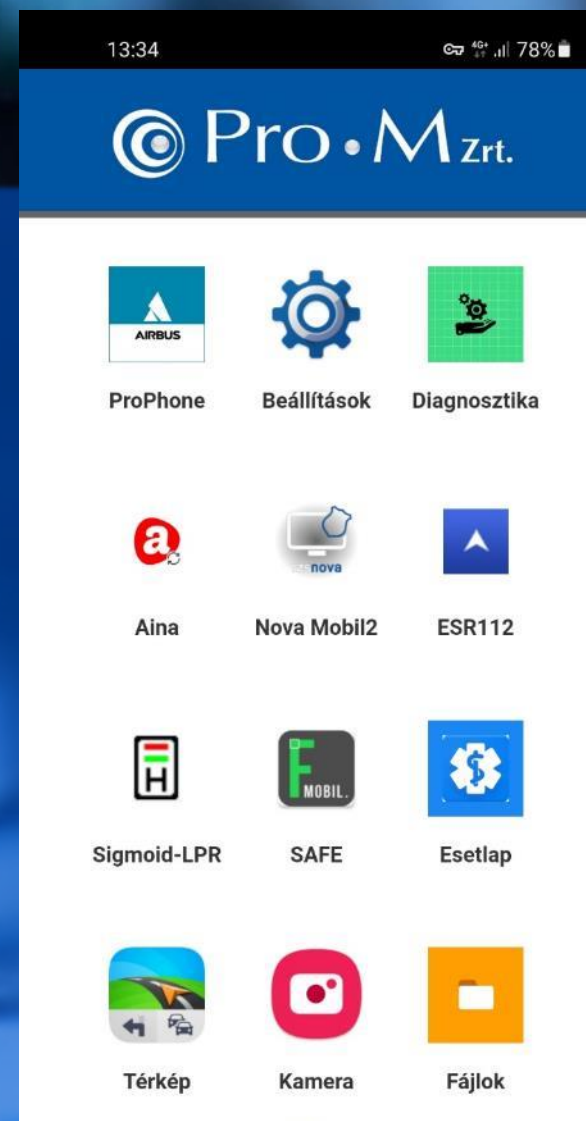 13:34 4G+ 78%
Pro•M Zrt.
AIRBUS
ProPhone Beállítások Diagnosztika
a
nova
Aina Nova Mobil2 ESR112
H F MOBIL.
Sigmoid-LPR SAFE Esetlap
Térkép Kamera Fájlok